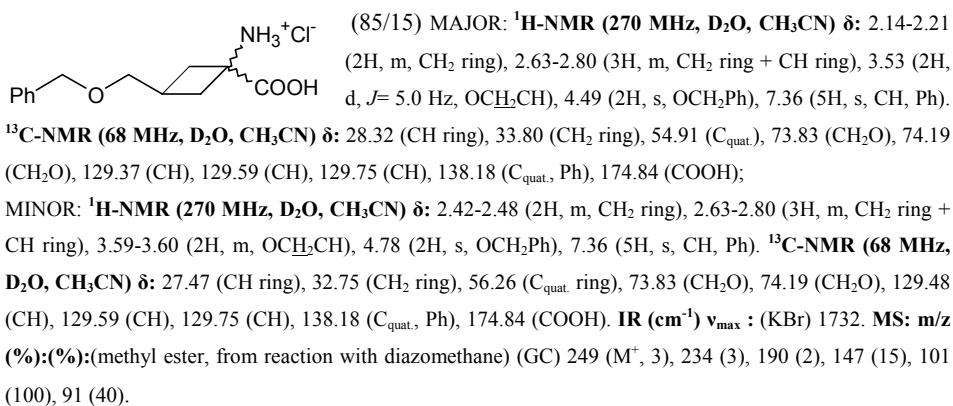 NH₃⁺Cl⁻
COOH
Ph
O
(85/15) MAJOR: ¹H-NMR (270 MHz, D₂O, CH₃CN) δ: 2.14-2.21
(2H, m, CH₂ ring), 2.63-2.80 (3H, m, CH₂ ring + CH ring), 3.53 (2H,
d, J= 5.0 Hz, OCH₂CH), 4.49 (2H, s, OCH₂Ph), 7.36 (5H, s, CH, Ph).
¹³C-NMR (68 MHz, D₂O, CH₃CN) δ: 28.32 (CH ring), 33.80 (CH₂ ring), 54.91 (Cquat.), 73.83 (CH₂O), 74.19
(CH₂O), 129.37 (CH), 129.59 (CH), 129.75 (CH), 138.18 (Cquat., Ph), 174.84 (COOH);
MINOR: ¹H-NMR (270 MHz, D₂O, CH₃CN) δ: 2.42-2.48 (2H, m, CH₂ ring), 2.63-2.80 (3H, m, CH₂ ring +
CH ring), 3.59-3.60 (2H, m, OCH₂CH), 4.78 (2H, s, OCH₂Ph), 7.36 (5H, s, CH, Ph). ¹³C-NMR (68 MHz,
D₂O, CH₃CN) δ: 27.47 (CH ring), 32.75 (CH₂ ring), 56.26 (Cquat. ring), 73.83 (CH₂O), 74.19 (CH₂O), 129.48
(CH), 129.59 (CH), 129.75 (CH), 138.18 (Cquat., Ph), 174.84 (COOH). IR (cm⁻¹) νmax : (KBr) 1732. MS: m/z
(%):(%):(methyl ester, from reaction with diazomethane) (GC) 249 (M⁺, 3), 234 (3), 190 (2), 147 (15), 101
(100), 91 (40).